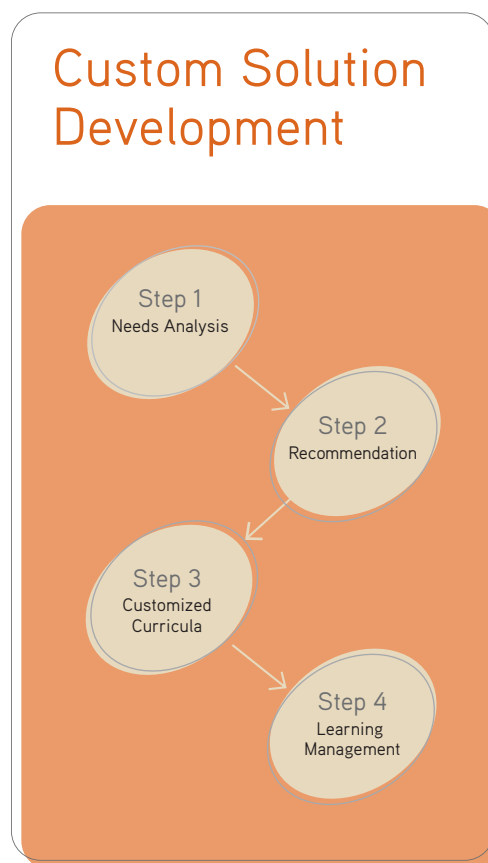 Custom Solution
Development
Step 1
Needs Analysis
Step 2
Recommendation
Step 3
Customized
Curricula
Step 4
Learning
Management